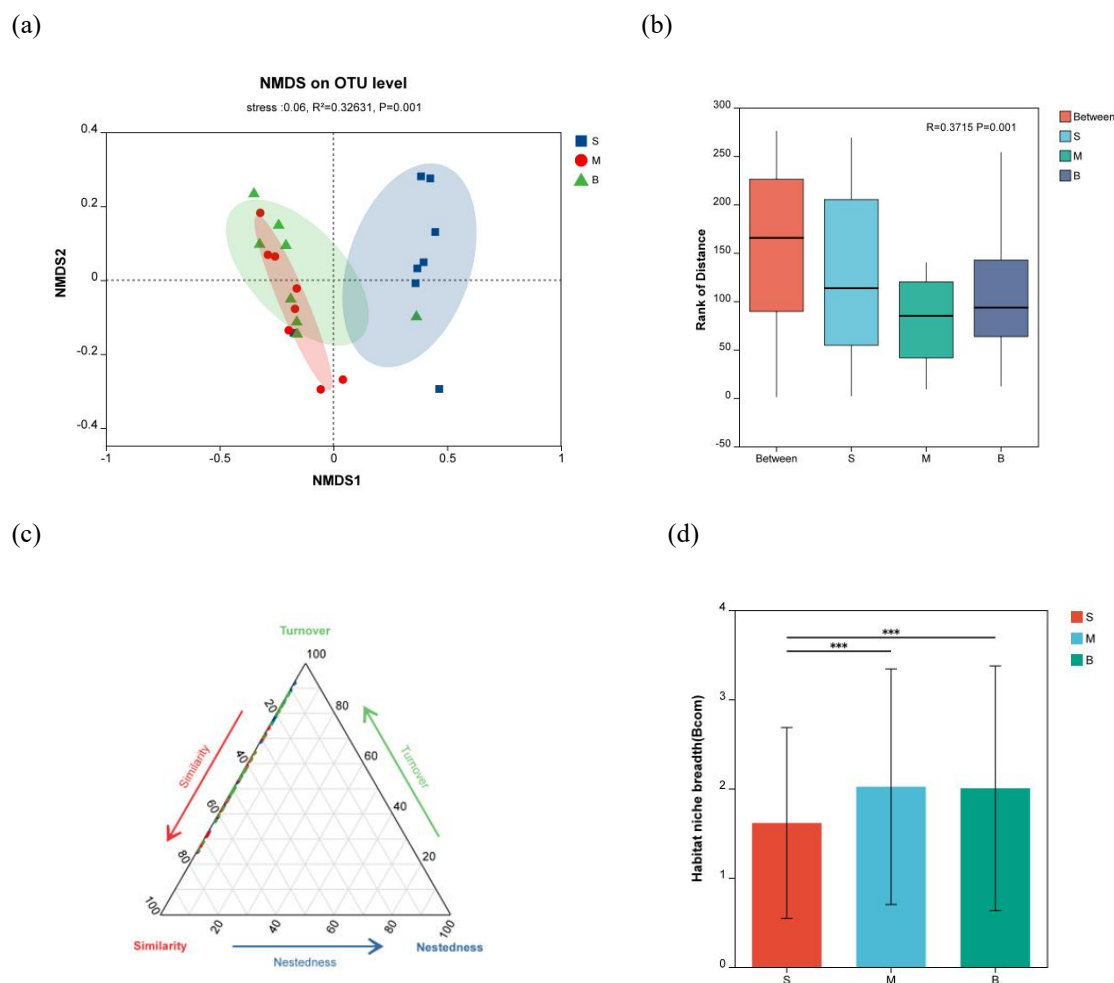 (a)
NMDS on OTU level
stress :0.06, R²=0.32631, P=0.001
S
M
B
0.4
0.2
0
-0.2
-0.4
NMDS2
-1
-0.5
0
0.5
1
NMDS1
(b)
R=0.3715 P=0.001
Between
S
M
B
300
250
200
150
100
50
0
-50
Rank of Distance
Between
S
M
B
(c)
Turnover
100
20
80
40
60
60
40
80
20
100
20
40
60
80
100
Similarity
Turnover
Similarity
Nestedness
Nestedness
(d)
S
M
B
4
3
2
1
0
Habitat niche breadth(Bcom)
***
***
S
M
B